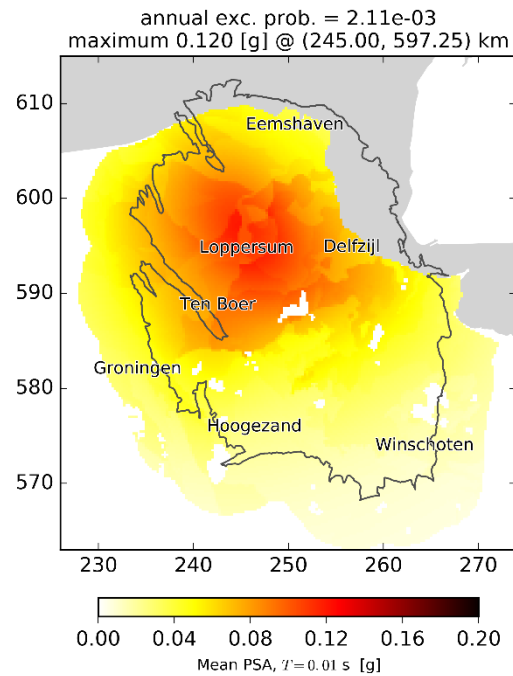 annual exc. prob. = 2.11e-03
maximum 0.120 [g] @ (245.00, 597.25) km
610
Eemshaven
600
Loppersum Delfzijl
590
Ten Boer
Groningen
580
Hoogezand
Winschoten
570
230 240 250 260 270
0.00 0.04 0.08 0.12 0.16 0.20
Mean PSA, T = 0.01 s [g]